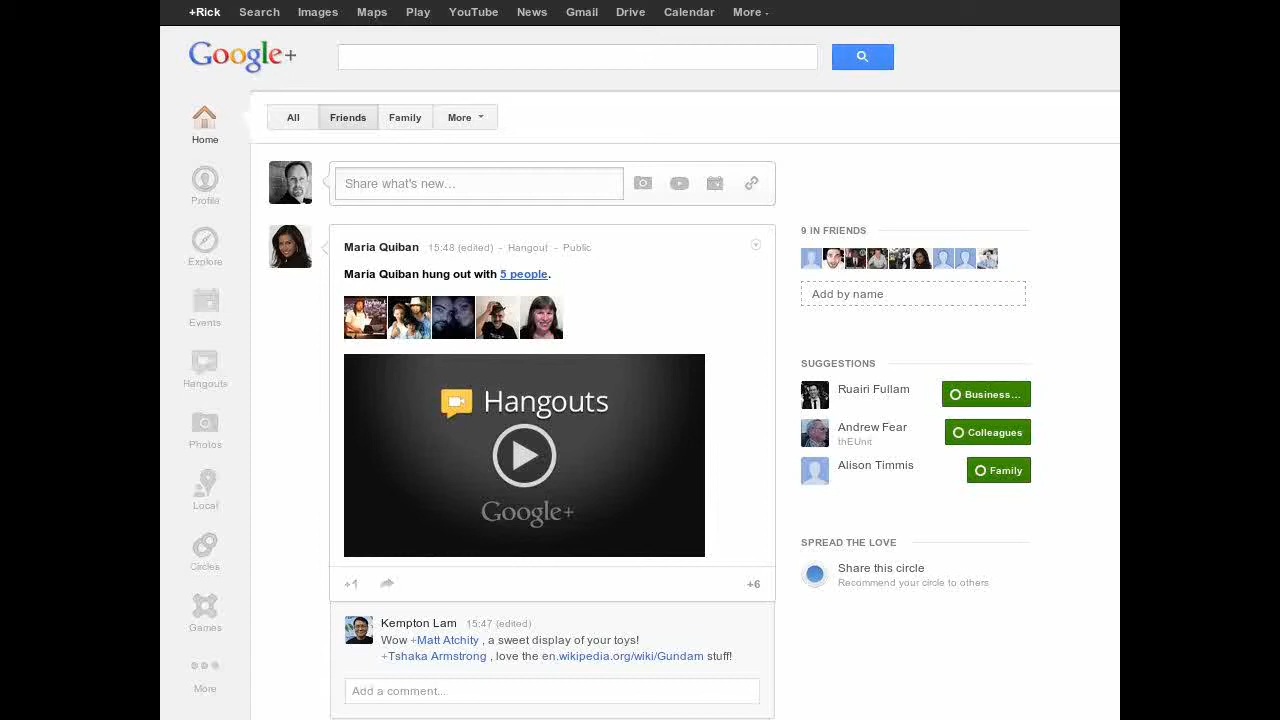 +Rick Search Images Maps Play YouTube News Gmail Drive Calendar More
Google+
All Friends Family More
Home
Profile
Explore
Events
Hangouts
Photos
Local
Circles
Games
More
Share what's new...
Maria Quiban 15:48 (edited) - Hangout - Public
Maria Quiban hung out with 5 people.
Hangouts
Google+
+1 +6
Kempton Lam 15:47 (edited)
Wow +Matt Atchity , a sweet display of your toys!
+Tshaka Armstrong , love the en.wikipedia.org/wiki/Gundam stuff!
Add a comment...
9 IN FRIENDS
Add by name
SUGGESTIONS
Ruairi Fullam Business...
Andrew Fear Colleagues
thEUnit
Alison Timmis Family
SPREAD THE LOVE
Share this circle
Recommend your circle to others